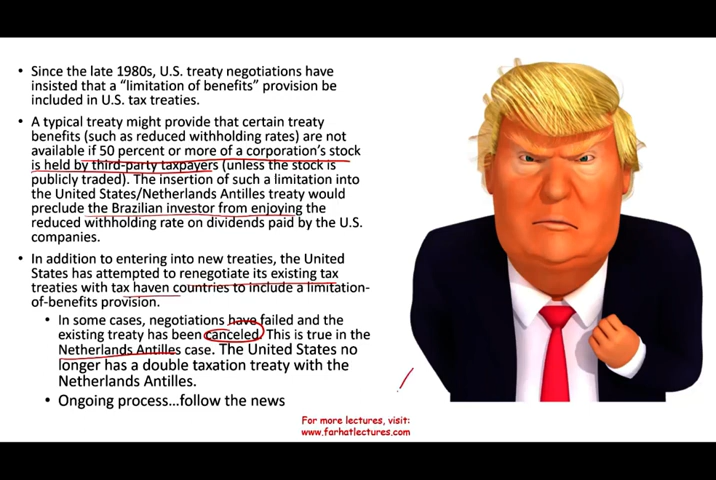 • Since the late 1980s, U.S. treaty negotiations have
insisted that a “limitation of benefits” provision be
included in U.S. tax treaties.
• A typical treaty might provide that certain treaty
benefits (such as reduced withholding rates) are not
available if 50 percent or more of a corporation’s stock
is held by third-party taxpayers (unless the stock is
publicly traded). The insertion of such a limitation into
the United States/Netherlands Antilles treaty would
preclude the Brazilian investor from enjoying the
reduced withholding rate on dividends paid by the U.S.
companies.
• In addition to entering into new treaties, the United
States has attempted to renegotiate its existing tax
treaties with tax haven countries to include a limitation-
of-benefits provision.
• In some cases, negotiations have failed and the
existing treaty has been canceled. This is true in the
Netherlands Antilles case. The United States no
longer has a double taxation treaty with the
Netherlands Antilles.
• Ongoing process...follow the news
For more lectures, visit:
www.farhatlectures.com